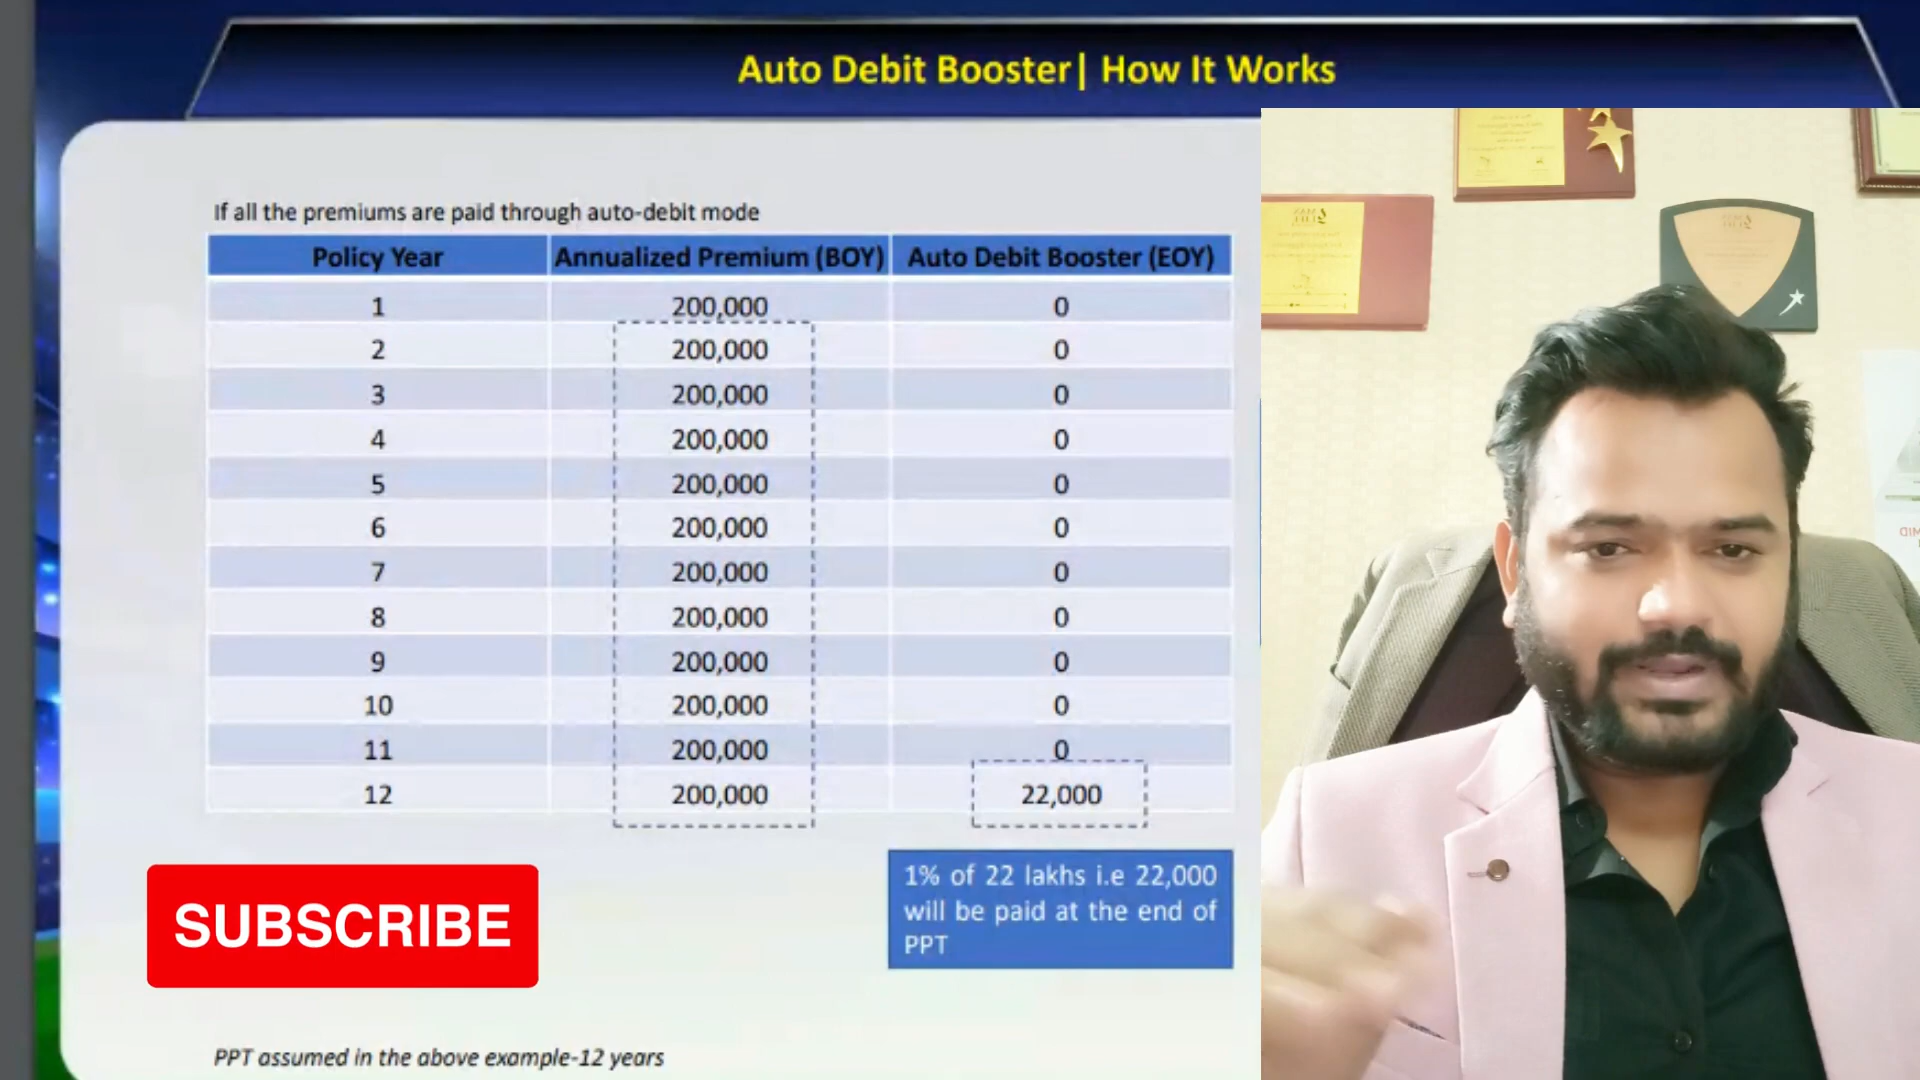 Auto Debit Booster| How It Works
If all the premiums are paid through auto-debit mode
Policy Year Annualized Premium (BOY) Auto Debit Booster (EOY)
1 200,000 0
2 200,000 0
3 200,000 0
4 200,000 0
5 200,000 0
6 200,000 0
7 200,000 0
8 200,000 0
9 200,000 0
10 200,000 0
11 200,000 0
12 200,000 22,000
1% of 22 lakhs i.e 22,000
will be paid at the end of
PPT
SUBSCRIBE
PPT assumed in the above example-12 years